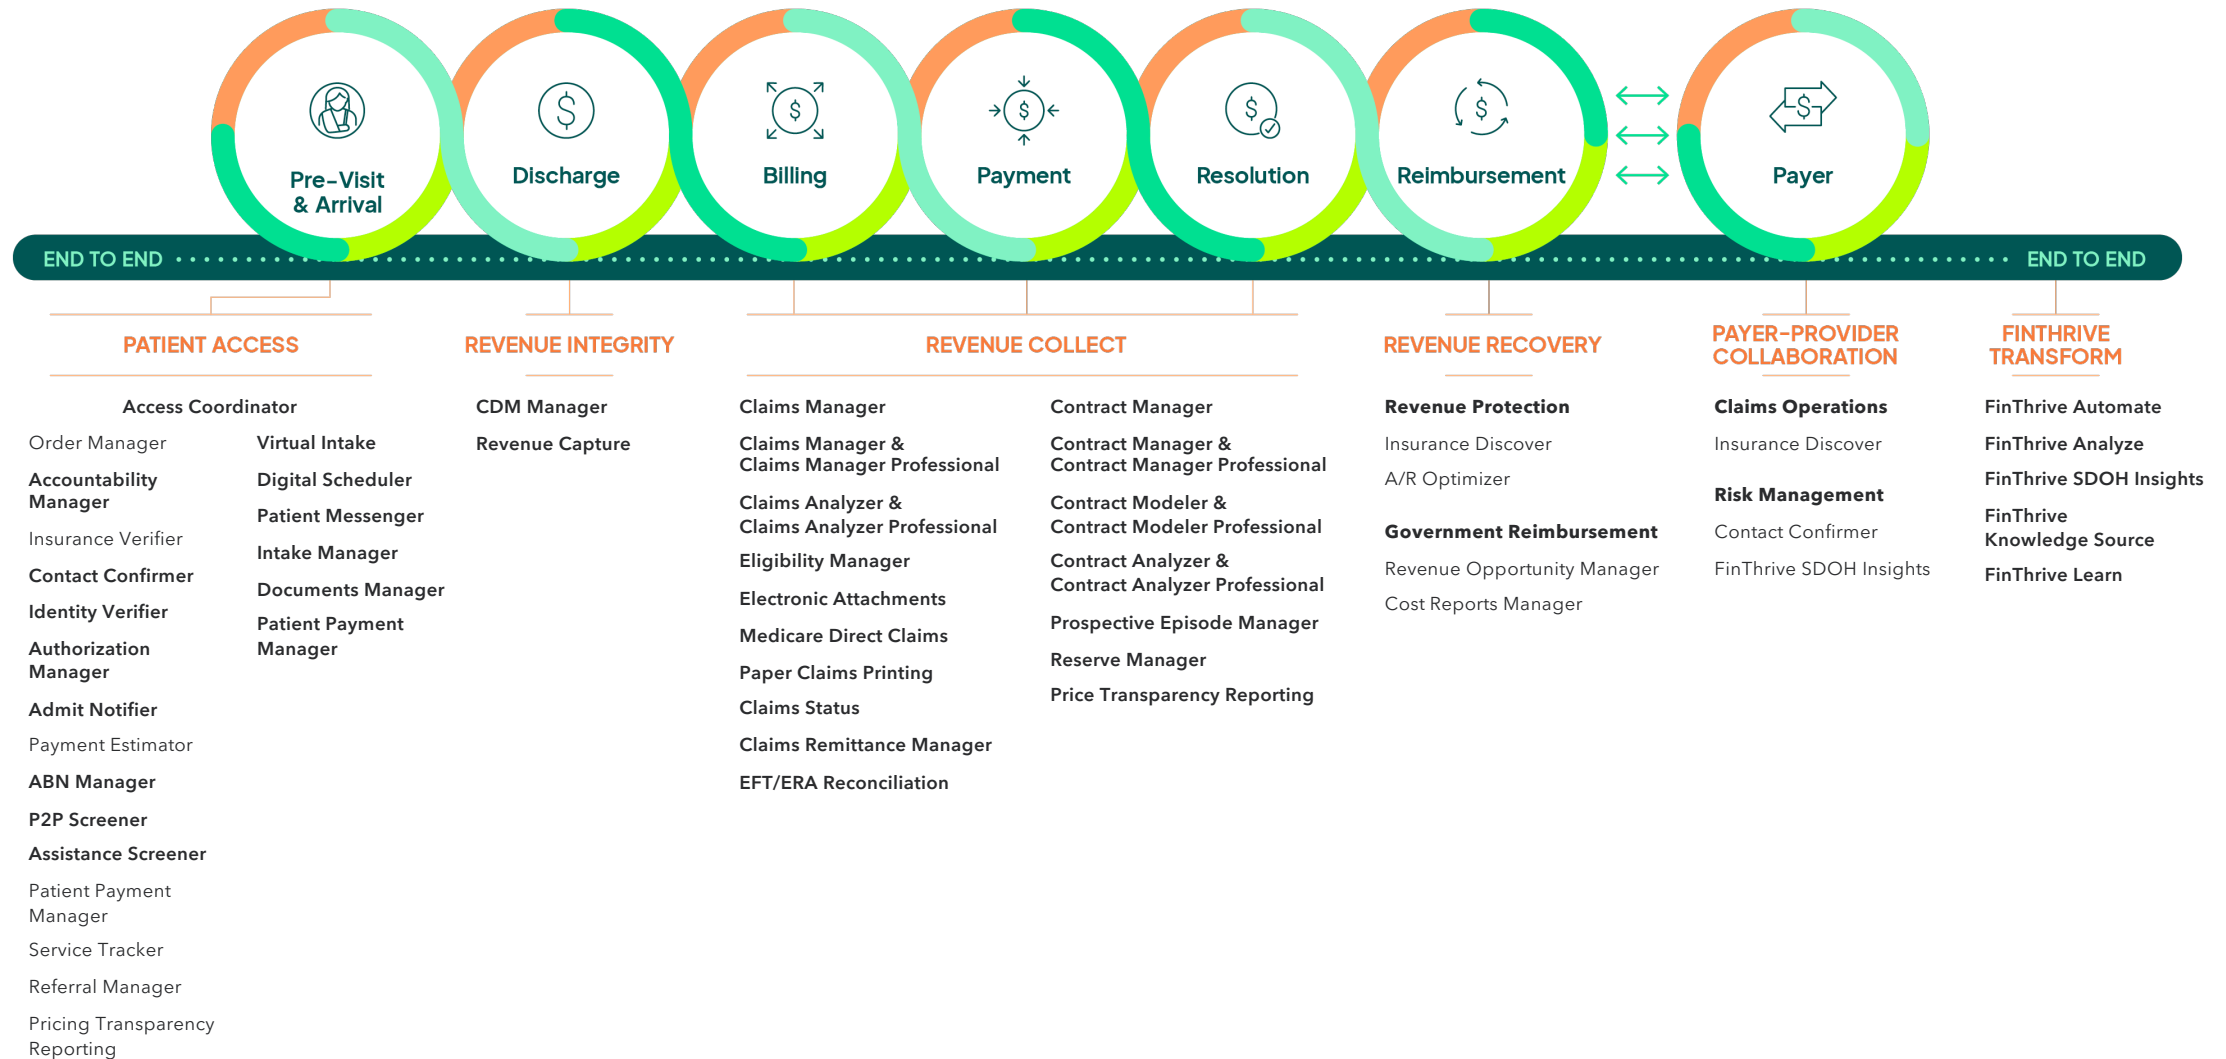 Pre-Visit
& Arrival
Discharge
Billing
Payment
Resolution
Reimbursement
Payer
END TO END
END TO END
PATIENT ACCESS
Access Coordinator
Order Manager
Accountability
Manager
Insurance Verifier
Contact Confirmer
Identity Verifier
Authorization
Manager
Admit Notifier
Payment Estimator
ABN Manager
P2P Screener
Assistance Screener
Patient Payment
Manager
Service Tracker
Referral Manager
Pricing Transparency
Reporting
Virtual Intake
Digital Scheduler
Patient Messenger
Intake Manager
Documents Manager
Patient Payment
Manager
REVENUE INTEGRITY
CDM Manager
Revenue Capture
REVENUE COLLECT
Claims Manager
Claims Manager &
Claims Manager Professional
Claims Analyzer &
Claims Analyzer Professional
Eligibility Manager
Electronic Attachments
Medicare Direct Claims
Paper Claims Printing
Claims Status
Claims Remittance Manager
EFT/ERA Reconciliation
Contract Manager
Contract Manager &
Contract Manager Professional
Contract Modeler &
Contract Modeler Professional
Contract Analyzer &
Contract Analyzer Professional
Prospective Episode Manager
Reserve Manager
Price Transparency Reporting
REVENUE RECOVERY
Revenue Protection
Insurance Discover
A/R Optimizer
Government Reimbursement
Revenue Opportunity Manager
Cost Reports Manager
PAYER-PROVIDER
COLLABORATION
Claims Operations
Insurance Discover
Risk Management
Contact Confirmer
FinThrive SDOH Insights
FINTHRIVE
TRANSFORM
FinThrive Automate
FinThrive Analyze
FinThrive SDOH Insights
FinThrive
Knowledge Source
FinThrive Learn